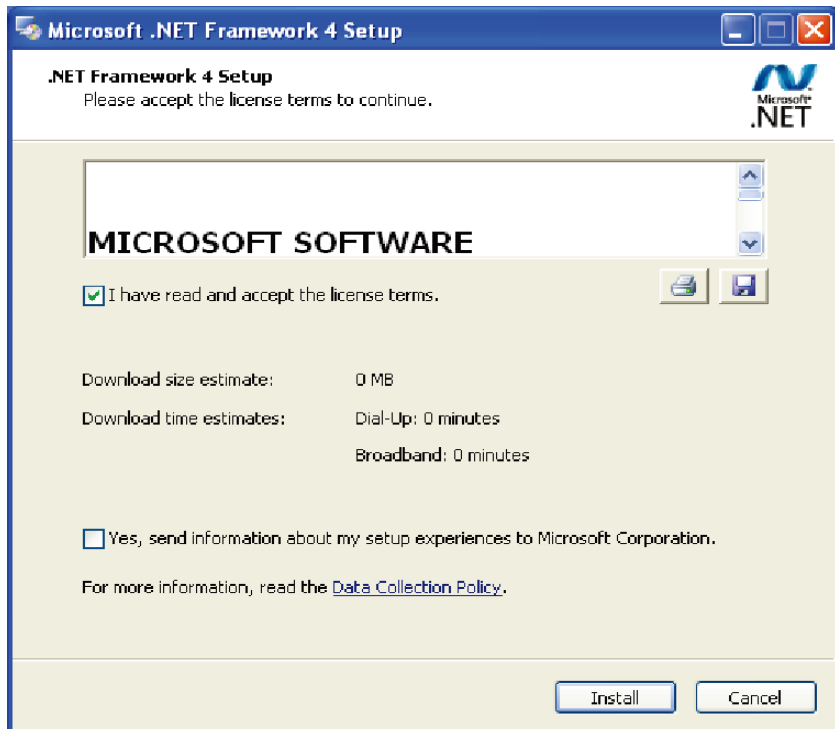 Microsoft .NET Framework 4 Setup
.NET Framework 4 Setup
Please accept the license terms to continue.
Microsoft®
.NET
MICROSOFT SOFTWARE
I have read and accept the license terms.
Download size estimate: 0 MB
Download time estimates: Dial-Up: 0 minutes
Broadband: 0 minutes
Yes, send information about my setup experiences to Microsoft Corporation.
For more information, read the Data Collection Policy.
Install Cancel